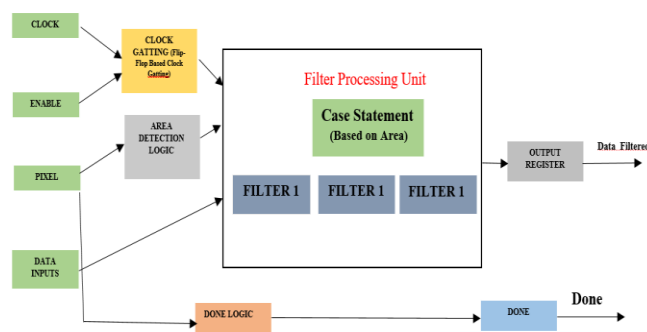 CLOCK
CLOCK
GATTING (Flip-
Flop Based Clock
Gatting)
ENABLE
Filter Processing Unit
Case Statement
(Based on Area)
AREA
DETECTION
LOGIC
PIXEL
FILTER 1
FILTER 1
FILTER 1
OUTPUT
REGISTER
Data_Filtered
DATA
INPUTS
DONE LOGIC
DONE
Done